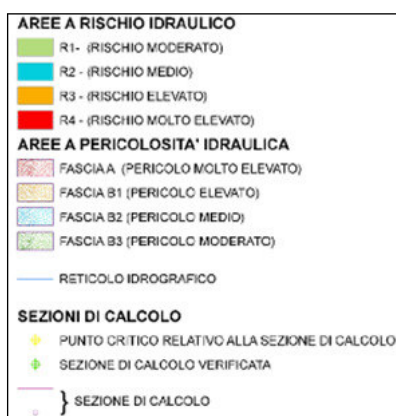 AREE A RISCHIO IDRAULICO
R1- (RISCHIO MODERATO)
R2 - (RISCHIO MEDIO)
R3 - (RISCHIO ELEVATO)
R4 - (RISCHIO MOLTO ELEVATO)
AREE A PERICOLOSITA' IDRAULICA
FASCIA A (PERICOLO MOLTO ELEVATO)
FASCIA B1 (PERICOLO ELEVATO)
FASCIA B2 (PERICOLO MEDIO)
FASCIA B3 (PERICOLO MODERATO)
RETICOLO IDROGRAFICO
SEZIONI DI CALCOLO
PUNTO CRITICO RELATIVO ALLA SEZIONE DI CALCOLO
SEZIONE DI CALCOLO VERIFICATA
} SEZIONE DI CALCOLO